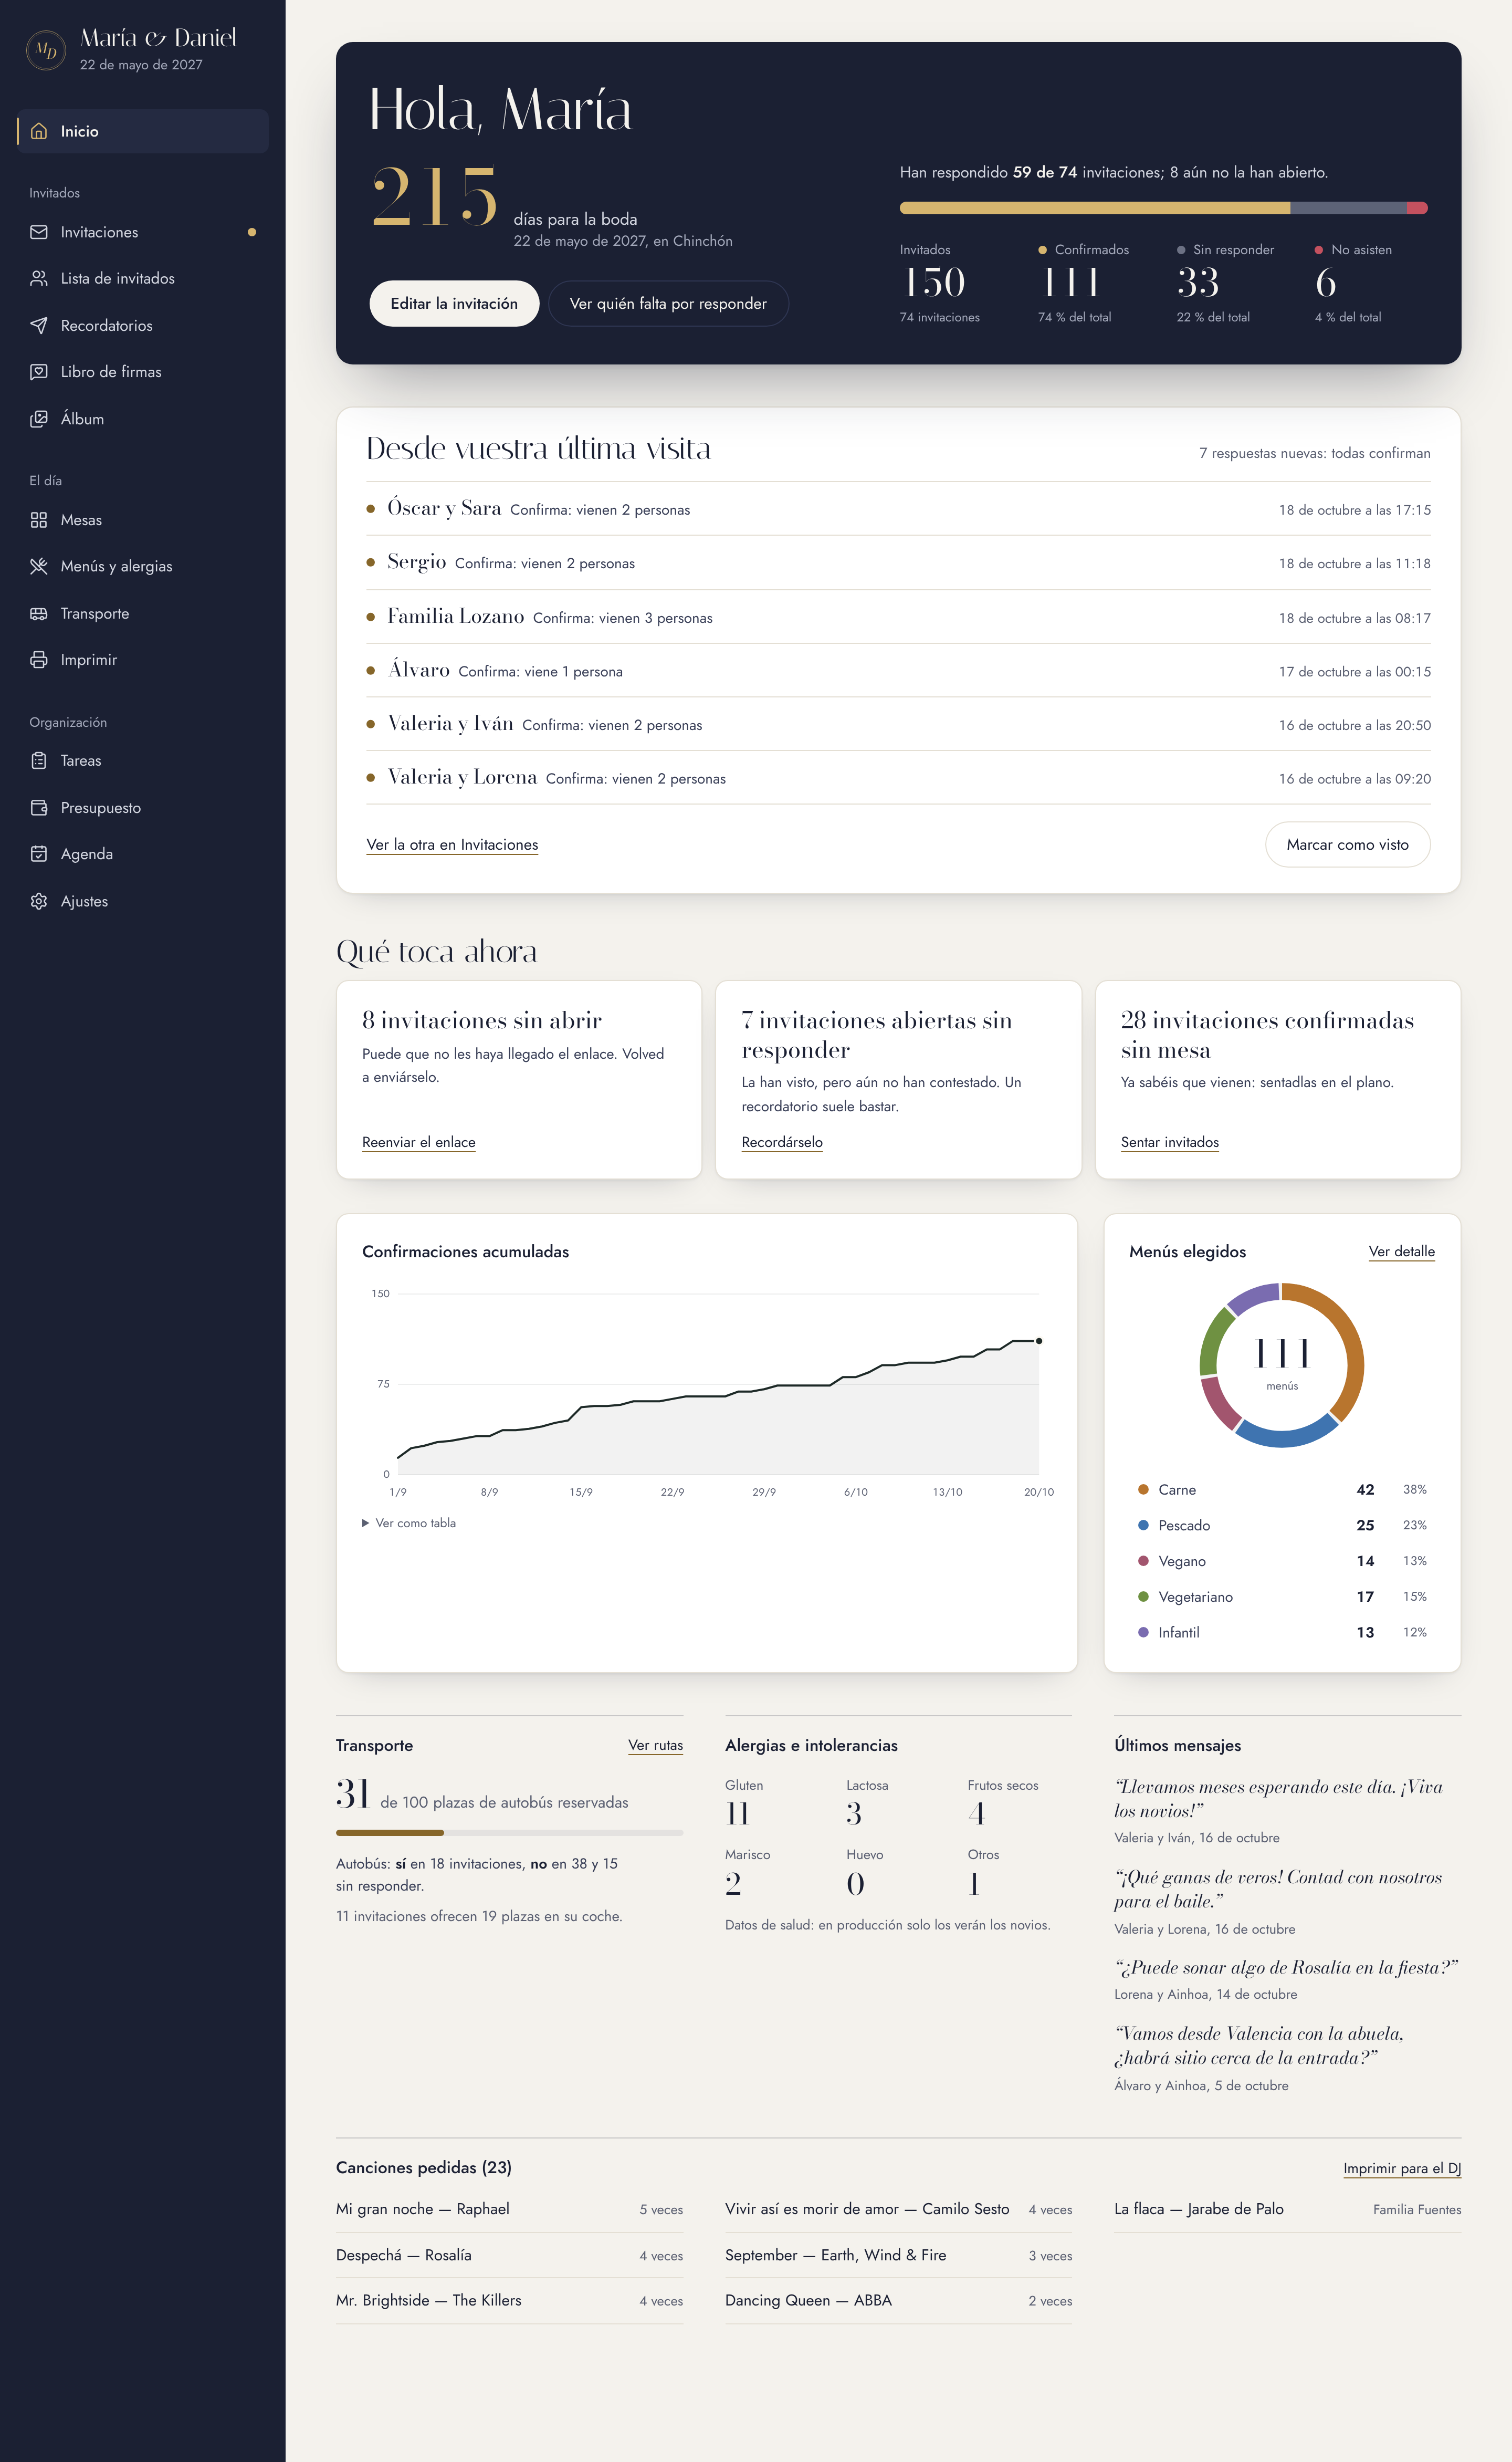 MD
María & Daniel
22 de mayo de 2027
Inicio
Invitados
Invitaciones
Lista de invitados
Recordatorios
Libro de firmas
Álbum
El día
Mesas
Menús y alergias
Transporte
Imprimir
Organización
Tareas
Presupuesto
Agenda
Ajustes
Hola, María
215 días para la boda
22 de mayo de 2027, en Chinchón
Editar la invitación
Ver quién falta por responder
Han respondido 59 de 74 invitaciones; 8 aún no la han abierto.
Invitados
150
74 invitaciones
Confirmados
111
74 % del total
Sin responder
33
22 % del total
No asisten
6
4 % del total
Desde vuestra última visita
7 respuestas nuevas: todas confirman
Óscar y Sara Confirma: vienen 2 personas 18 de octubre a las 17:15
Sergio Confirma: vienen 2 personas 18 de octubre a las 11:18
Familia Lozano Confirma: vienen 3 personas 18 de octubre a las 08:17
Álvaro Confirma: viene 1 persona 17 de octubre a las 00:15
Valeria y Iván Confirma: vienen 2 personas 16 de octubre a las 20:50
Valeria y Lorena Confirma: vienen 2 personas 16 de octubre a las 09:20
Ver la otra en Invitaciones
Marcar como visto
Qué toca ahora
8 invitaciones sin abrir
Puede que no les haya llegado el enlace. Volved
a enviárselo.
Reenviar el enlace
7 invitaciones abiertas sin
responder
La han visto, pero aún no han contestado. Un
recordatorio suele bastar.
Recordárselo
28 invitaciones confirmadas
sin mesa
Ya sabéis que vienen: sentadlas en el plano.
Sentar invitados
Confirmaciones acumuladas
150
75
0
1/9 8/9 15/9 22/9 29/9 6/10 13/10 20/10
Ver como tabla
Menús elegidos
Ver detalle
111
menús
Carne 42 38%
Pescado 25 23%
Vegano 14 13%
Vegetariano 17 15%
Infantil 13 12%
Transporte
Ver rutas
31 de 100 plazas de autobús reservadas
Autobús: sí en 18 invitaciones, no en 38 y 15
sin responder.
11 invitaciones ofrecen 19 plazas en su coche.
Alergias e intolerancias
Gluten
11
Lactosa
3
Frutos secos
4
Marisco
2
Huevo
0
Otros
1
Datos de salud: en producción solo los verán los novios.
Últimos mensajes
“Llevamos meses esperando este día. ¡Viva
los novios!”
Valeria y Iván, 16 de octubre
“¡Qué ganas de veros! Contad con nosotros
para el baile.”
Valeria y Lorena, 16 de octubre
“¿Puede sonar algo de Rosalía en la fiesta?”
Lorena y Ainhoa, 14 de octubre
“Vamos desde Valencia con la abuela,
¿habrá sitio cerca de la entrada?”
Álvaro y Ainhoa, 5 de octubre
Canciones pedidas (23)
Imprimir para el DJ
Mi gran noche — Raphael 5 veces
Despechá — Rosalía 4 veces
Mr. Brightside — The Killers 4 veces
Vivir así es morir de amor — Camilo Sesto 4 veces
September — Earth, Wind & Fire 3 veces
Dancing Queen — ABBA 2 veces
La flaca — Jarabe de Palo Familia Fuentes